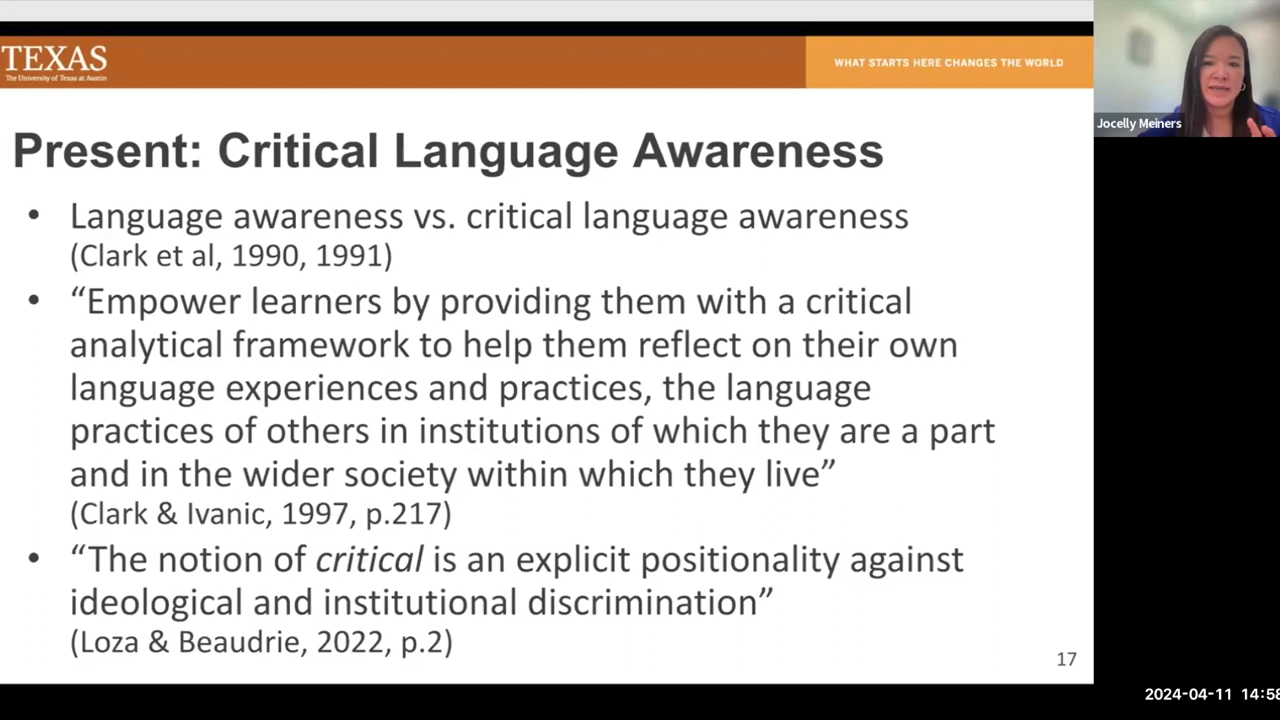 TEXAS
The University of Texas at Austin
WHAT STARTS HERE CHANGES THE WORLD
Jocelly Meiners
Present: Critical Language Awareness
• Language awareness vs. critical language awareness
(Clark et al, 1990, 1991)
• “Empower learners by providing them with a critical
analytical framework to help them reflect on their own
language experiences and practices, the language
practices of others in institutions of which they are a part
and in the wider society within which they live”
(Clark & Ivanic, 1997, p.217)
• “The notion of critical is an explicit positionality against
ideological and institutional discrimination”
(Loza & Beaudrie, 2022, p.2)
17
2024-04-11 14:58